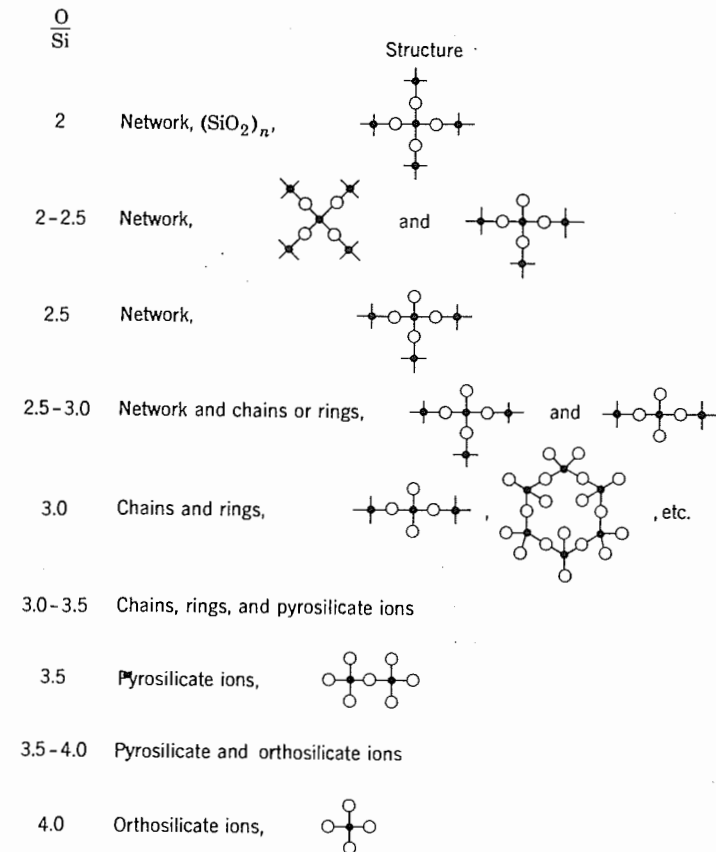 O
Si
Structure
2 Network, (SiO₂)ₙ,
2-2.5 Network, and
2.5 Network,
2.5-3.0 Network and chains or rings, and
3.0 Chains and rings, , , etc.
3.0-3.5 Chains, rings, and pyrosilicate ions
3.5 Pyrosilicate ions,
3.5-4.0 Pyrosilicate and orthosilicate ions
4.0 Orthosilicate ions,